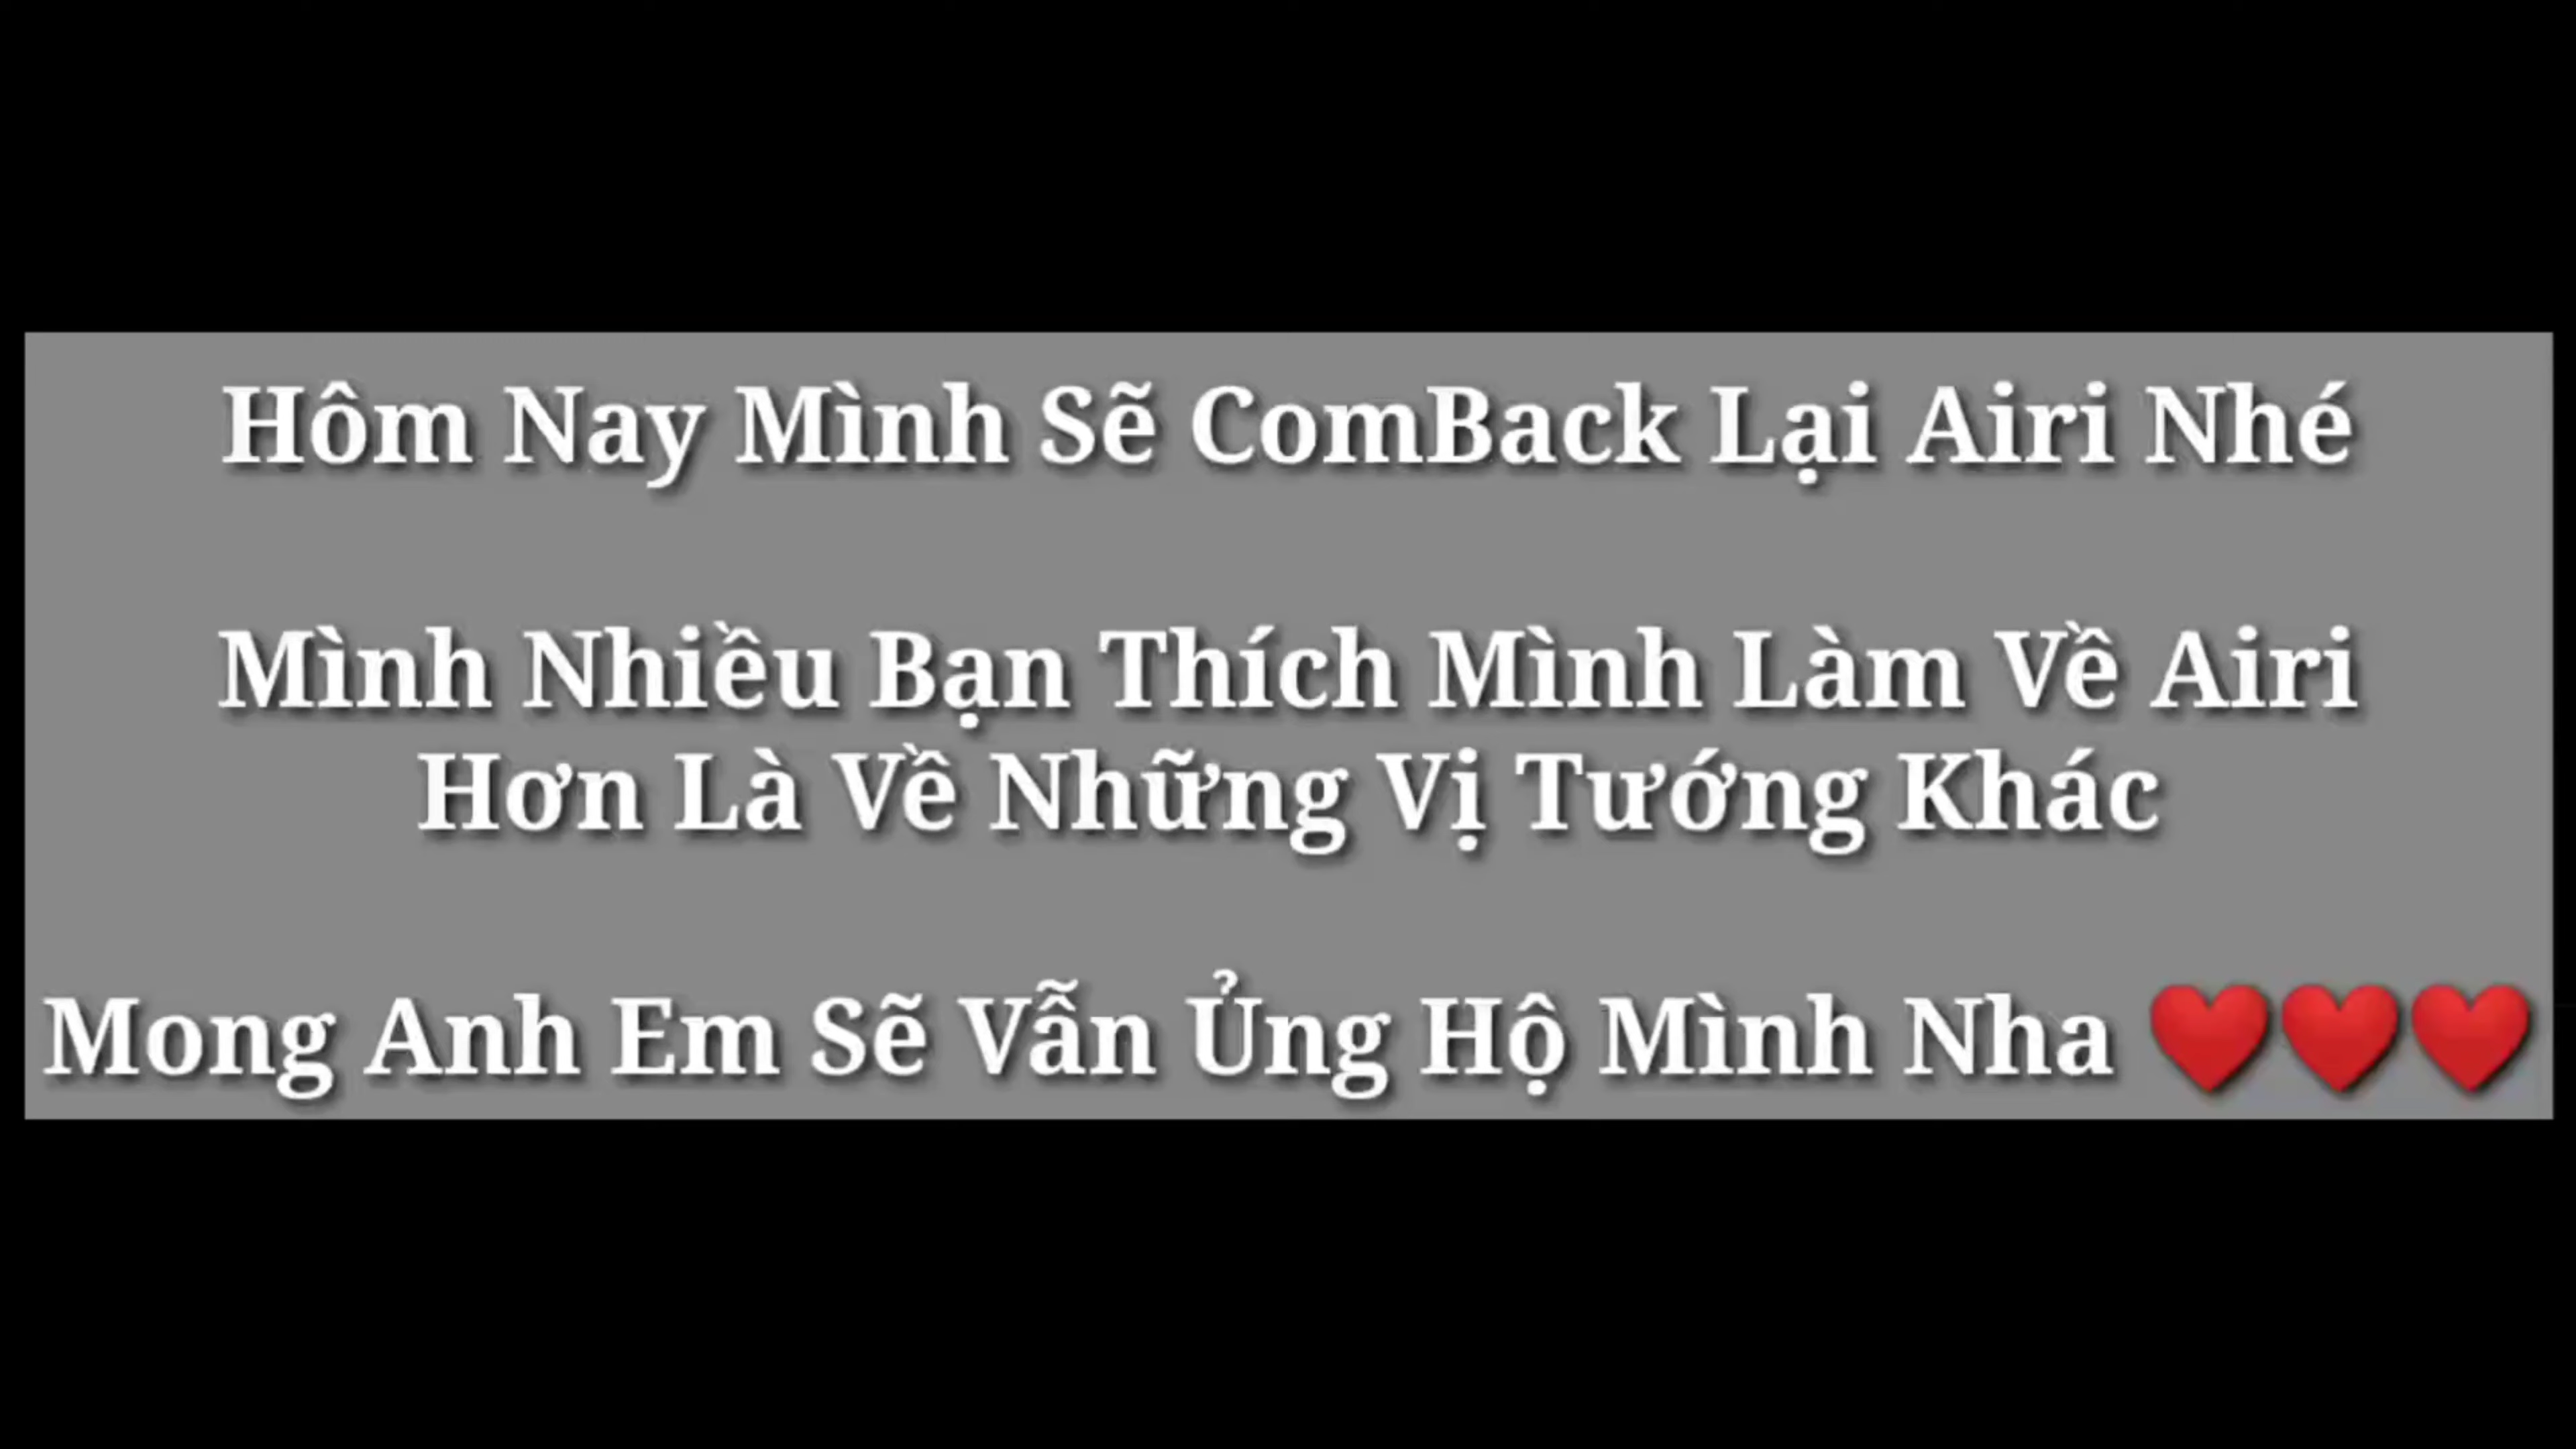 Hôm Nay Mình Sẽ ComBack Lại Airi Nhé
Mình Nhiều Bạn Thích Mình Làm Về Airi
Hơn Là Về Những Vị Tướng Khác
Mong Anh Em Sẽ Vẫn Ủng Hộ Mình Nha ❤️❤️❤️